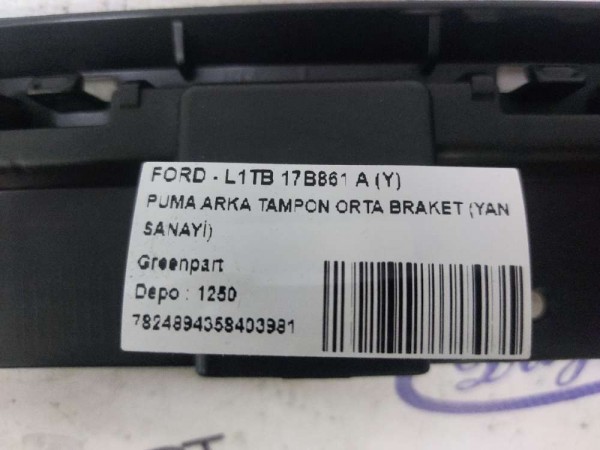 FORD - L1TB 17B861 A (Y)
PUMA ARKA TAMPON ORTA BRAKET (YAN
SANAYİ)
Greenpart
Depo : 1250
7824894358403981